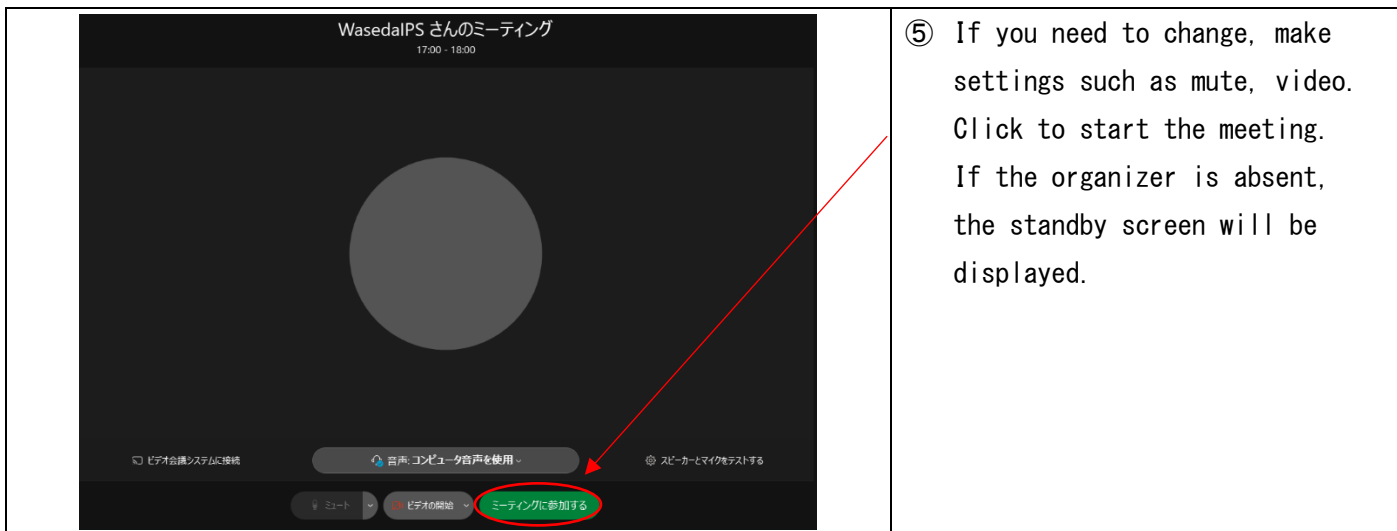 WasedaIPS さんのミーティング
17:00 - 18:00
ビデオ会議システムに接続
音声: コンピュータ音声を使用
スピーカーとマイクをテストする
ミュート
ビデオの開始
ミーティングに参加する
⑤ If you need to change, make
settings such as mute, video.
Click to start the meeting.
If the organizer is absent,
the standby screen will be
displayed.